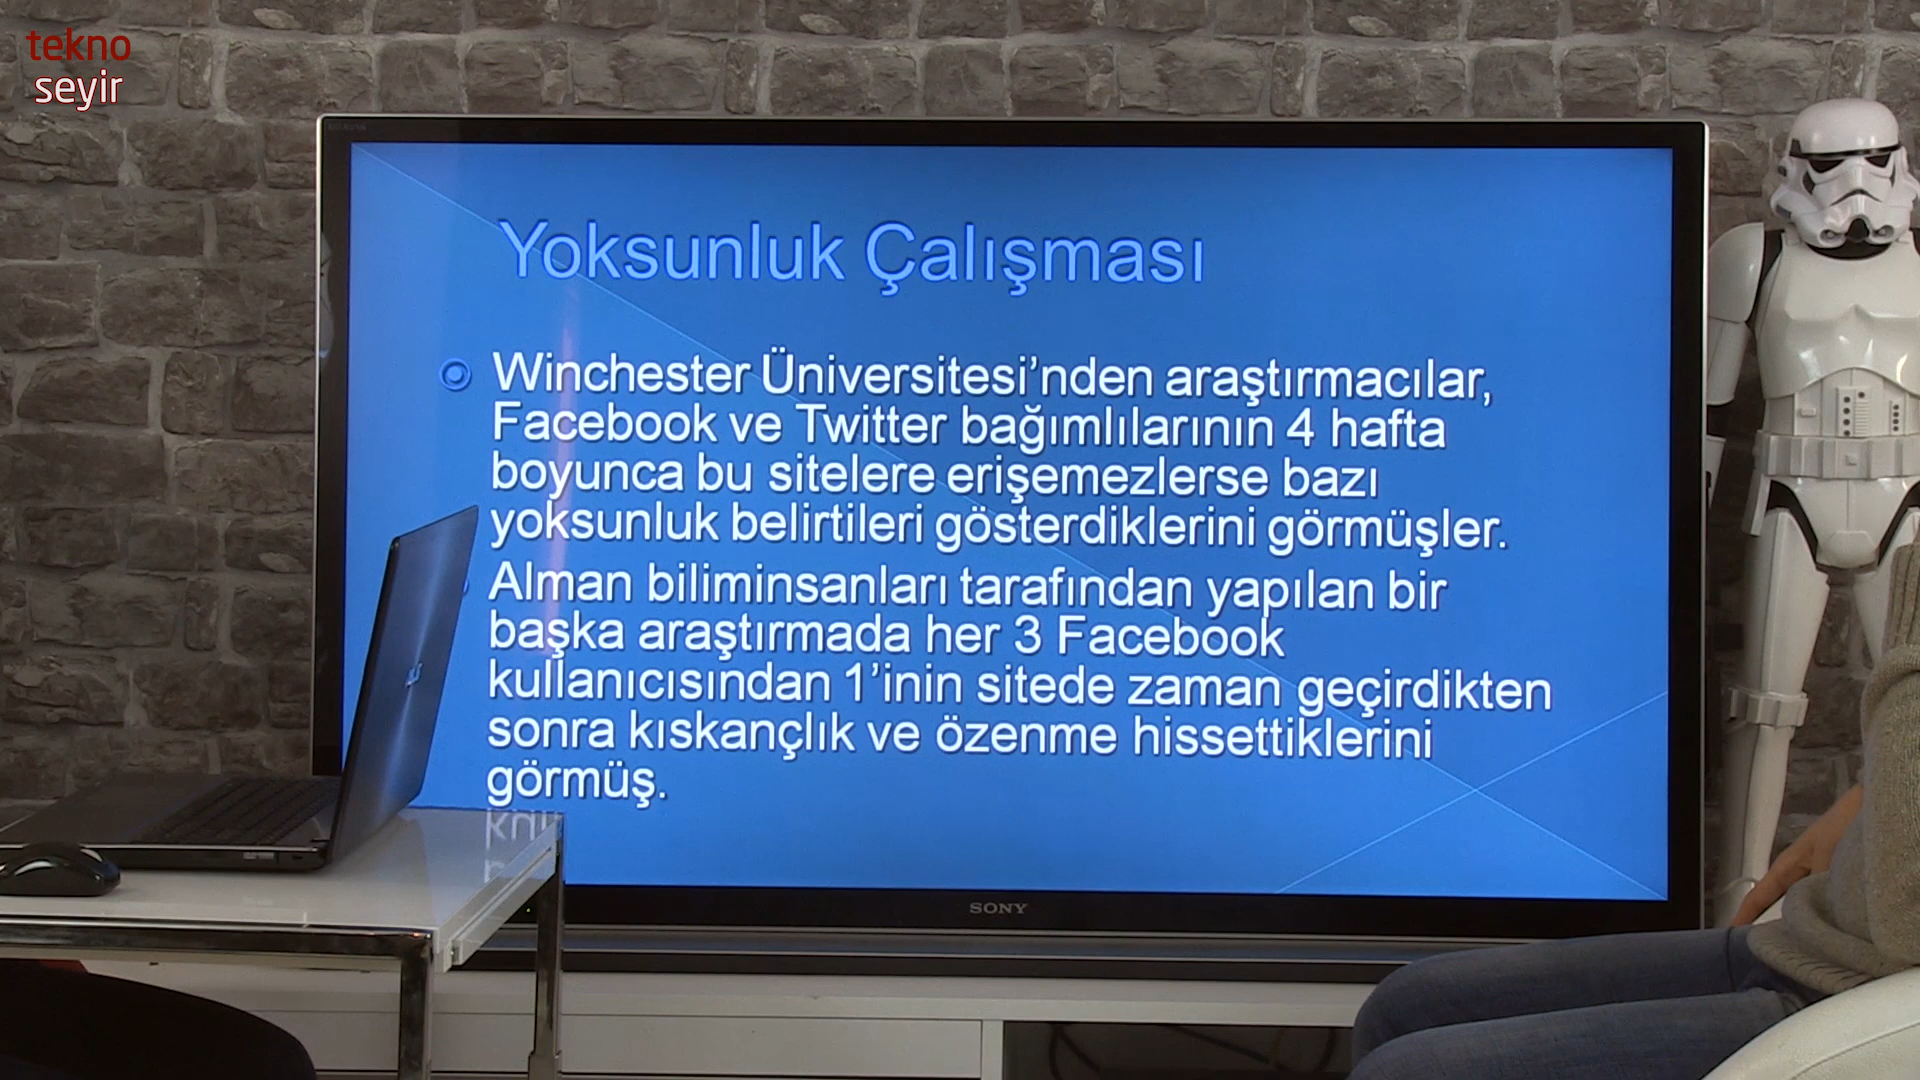 tekno
seyir
Yoksunluk Çalışması
Winchester Üniversitesi’nden araştırmacılar,
Facebook ve Twitter bağımlılarının 4 hafta
boyunca bu sitelere erişemezlerse bazı
yoksunluk belirtileri gösterdiklerini görmüşler.
Alman biliminsanları tarafından yapılan bir
başka araştırmada her 3 Facebook
kullanıcısından 1’inin sitede zaman geçirdikten
sonra kıskançlık ve özenme hissettiklerini
görmüş.
SONY